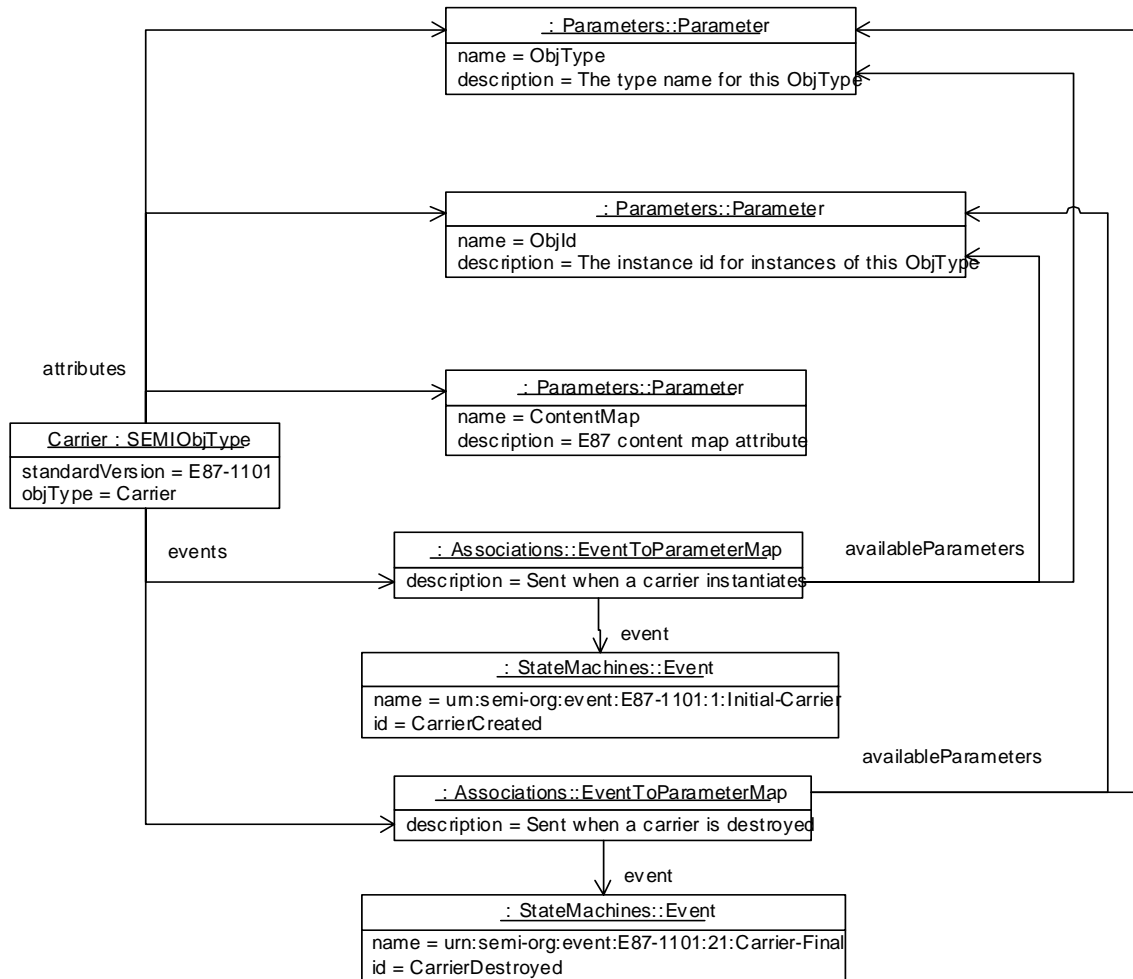 : Parameters::Parameter
name = ObjType
description = The type name for this ObjType
: Parameters::Parameter
name = ObjId
description = The instance id for instances of this ObjType
attributes
: Parameters::Parameter
name = ContentMap
description = E87 content map attribute
Carrier : SEMIObjType
standardVersion = E87-1101
objType = Carrier
events
: Associations::EventToParameterMap
description = Sent when a carrier instantiates
availableParameters
event
: StateMachines::Event
name = urn:semi-org:event:E87-1101:1:Initial-Carrier
id = CarrierCreated
availableParameters
: Associations::EventToParameterMap
description = Sent when a carrier is destroyed
event
: StateMachines::Event
name = urn:semi-org:event:E87-1101:21:Carrier-Final
id = CarrierDestroyed